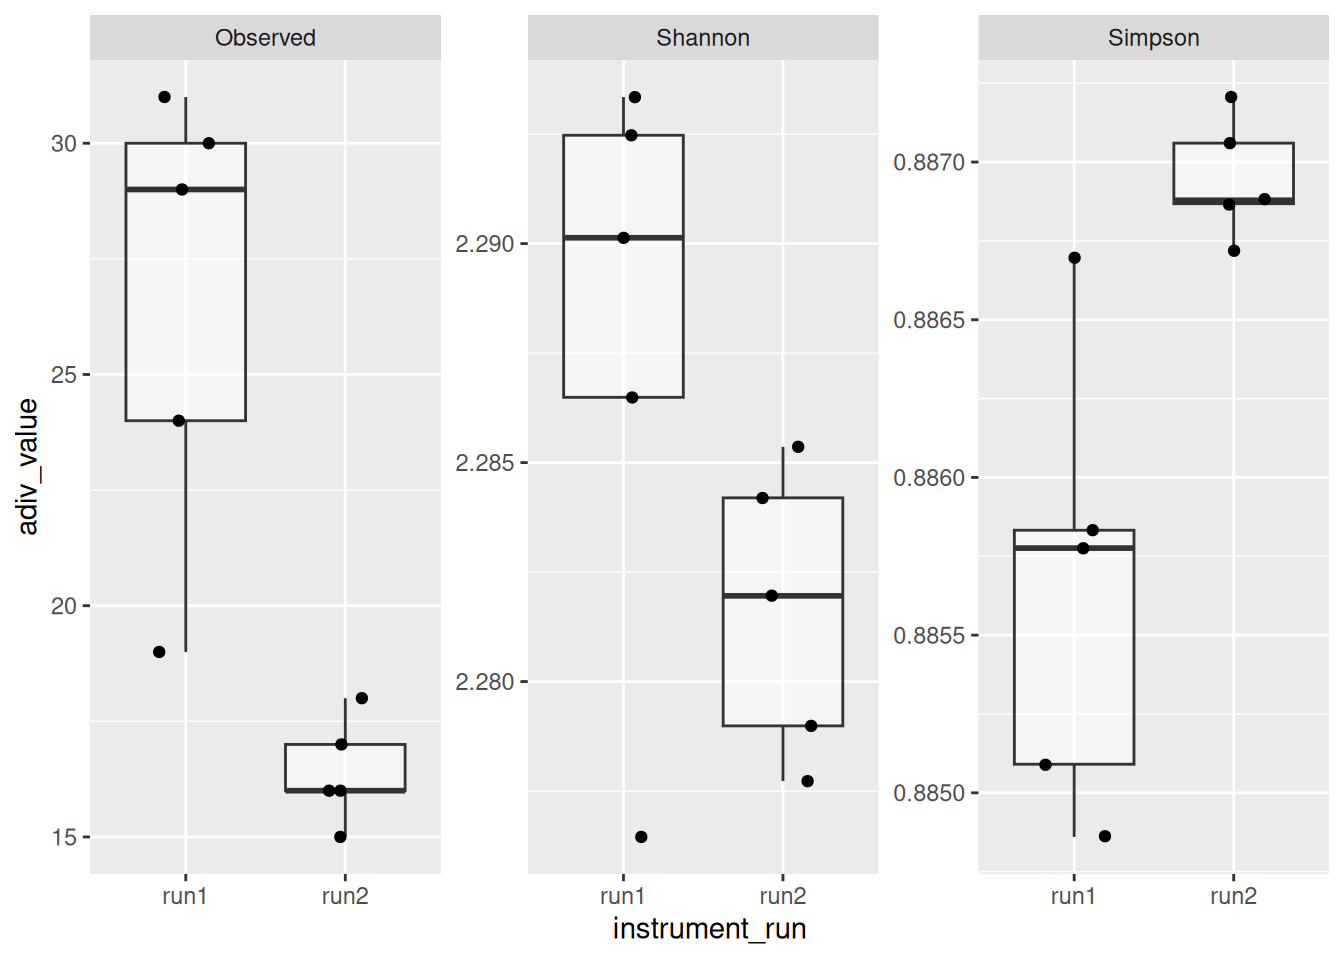 Observed
Shannon
Simpson
adiv_value
30
25
20
15
2.290
2.285
2.280
0.8870
0.8865
0.8860
0.8855
0.8850
run1
run2
run1
run2
run1
run2
instrument_run